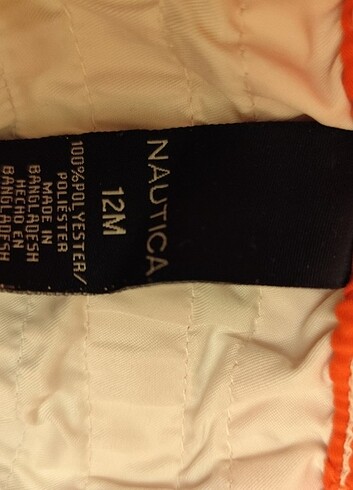 NAUTICA
12M
100%POLYESTER/
POLIESTER
MADE IN
BANGLADESH
HECHO EN
BANGLADESH